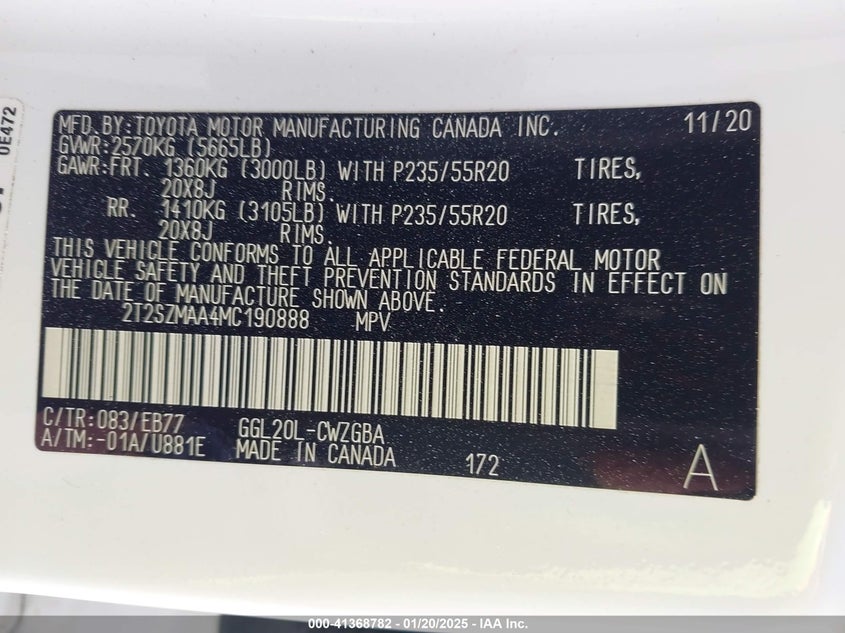 0E472
MFD.BY:TOYOTA MOTOR MANUFACTURING CANADA INC. 11/20
GVWR:2570KG (5665LB)
GAWR:FRT. 1360KG (3000LB) WITH P235/55R20 TIRES,
20X8J RIMS.
RR. 1410KG (3105LB) WITH P235/55R20 TIRES,
20X8J RIMS.
THIS VEHICLE CONFORMS TO ALL APPLICABLE FEDERAL MOTOR
VEHICLE SAFETY AND THEFT PREVENTION STANDARDS IN EFFECT ON
THE DATE OF MANUFACTURE SHOWN ABOVE.
2T2SZMAA4MC190888 MPV
C/TR:083/EB77 GGL20L-CWZGBA
A/TM:-01A/U881E MADE IN CANADA 172 A
000-41368782 — 01/20/2025 — IAA Inc.